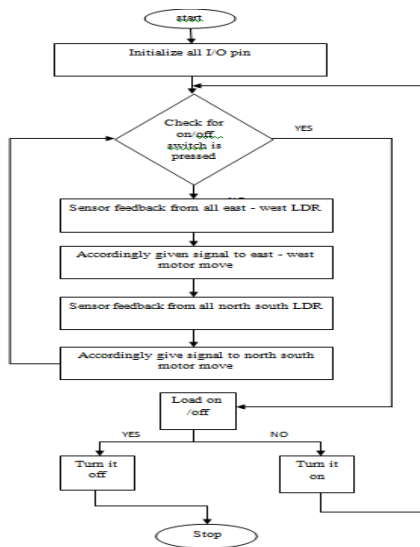 start
Initialize all I/O pin
Check for
on/off
switch is
pressed
YES
Sensor feedback from all east - west LDR
Accordingly given signal to east - west
motor move
Sensor feedback from all north south LDR
Accordingly give signal to north south
motor move
Load on
/off
YES
NO
Turn it
off
Turn it
on
Stop